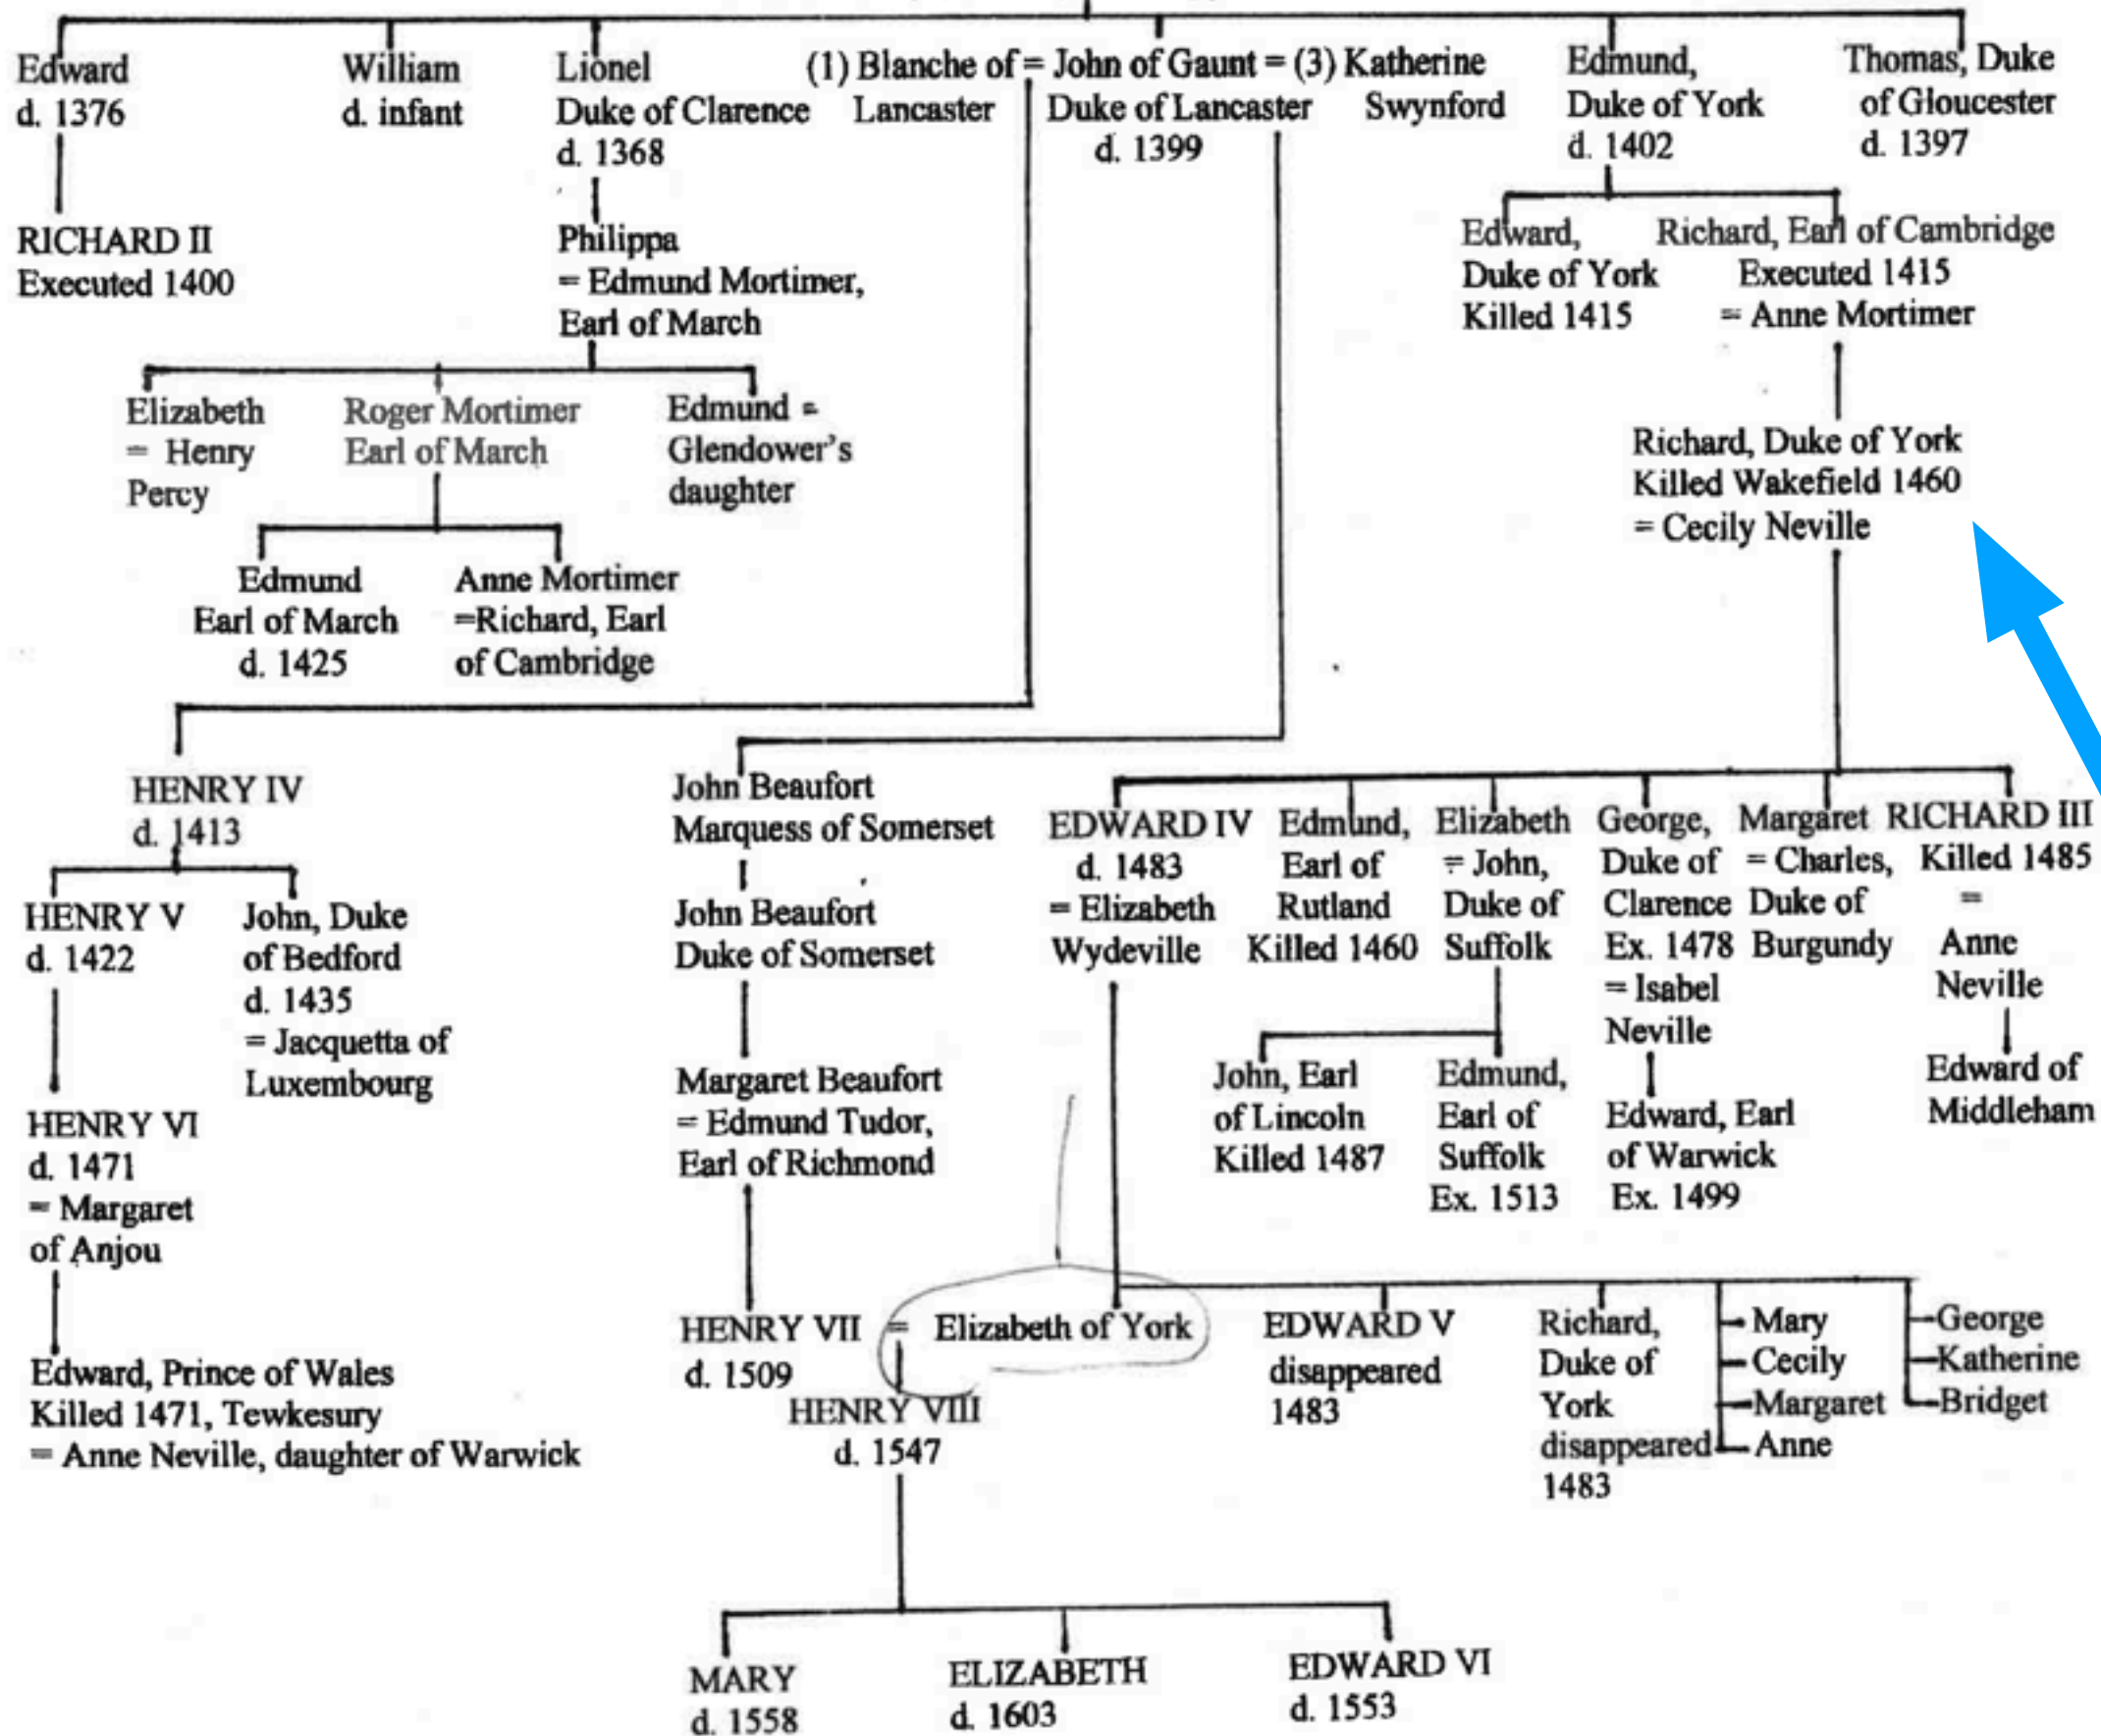 Edward
d. 1376
William
d. infant
Lionel
Duke of Clarence
d. 1368
(1) Blanche of = John of Gaunt = (3) Katherine
Lancaster
Duke of Lancaster
d. 1399
Swynford
Edmund,
Duke of York
d. 1402
Thomas, Duke
of Gloucester
d. 1397
RICHARD II
Executed 1400
Philippa
= Edmund Mortimer,
Earl of March
Edward,
Duke of York
Killed 1415
Richard, Earl of Cambridge
Executed 1415
= Anne Mortimer
Elizabeth
= Henry
Percy
Roger Mortimer
Earl of March
Edmund =
Glendower's
daughter
Richard, Duke of York
Killed Wakefield 1460
= Cecily Neville
Edmund
Earl of March
d. 1425
Anne Mortimer
=Richard, Earl
of Cambridge
HENRY IV
d. 1413
John Beaufort
Marquess of Somerset
EDWARD IV
d. 1483
= Elizabeth
Wydeville
Edmund,
Earl of
Rutland
Killed 1460
Elizabeth
= John,
Duke of
Suffolk
George,
Duke of
Clarence
Ex. 1478
= Isabel
Neville
Margaret
= Charles,
Duke of
Burgundy
RICHARD III
Killed 1485
=
Anne
Neville
HENRY V
d. 1422
John, Duke
of Bedford
d. 1435
= Jacquetta of
Luxembourg
John Beaufort
Duke of Somerset
Margaret Beaufort
= Edmund Tudor,
Earl of Richmond
John, Earl
of Lincoln
Killed 1487
Edmund,
Earl of
Suffolk
Ex. 1513
Edward, Earl
of Warwick
Ex. 1499
Edward of
Middleham
HENRY VI
d. 1471
= Margaret
of Anjou
Edward, Prince of Wales
Killed 1471, Tewkesury
= Anne Neville, daughter of Warwick
HENRY VII = Elizabeth of York
d. 1509
EDWARD V
disappeared
1483
Richard,
Duke of
York
disappeared
1483
Mary
Cecily
Margaret
Anne
George
Katherine
Bridget
HENRY VIII
d. 1547
MARY
d. 1558
ELIZABETH
d. 1603
EDWARD VI
d. 1553